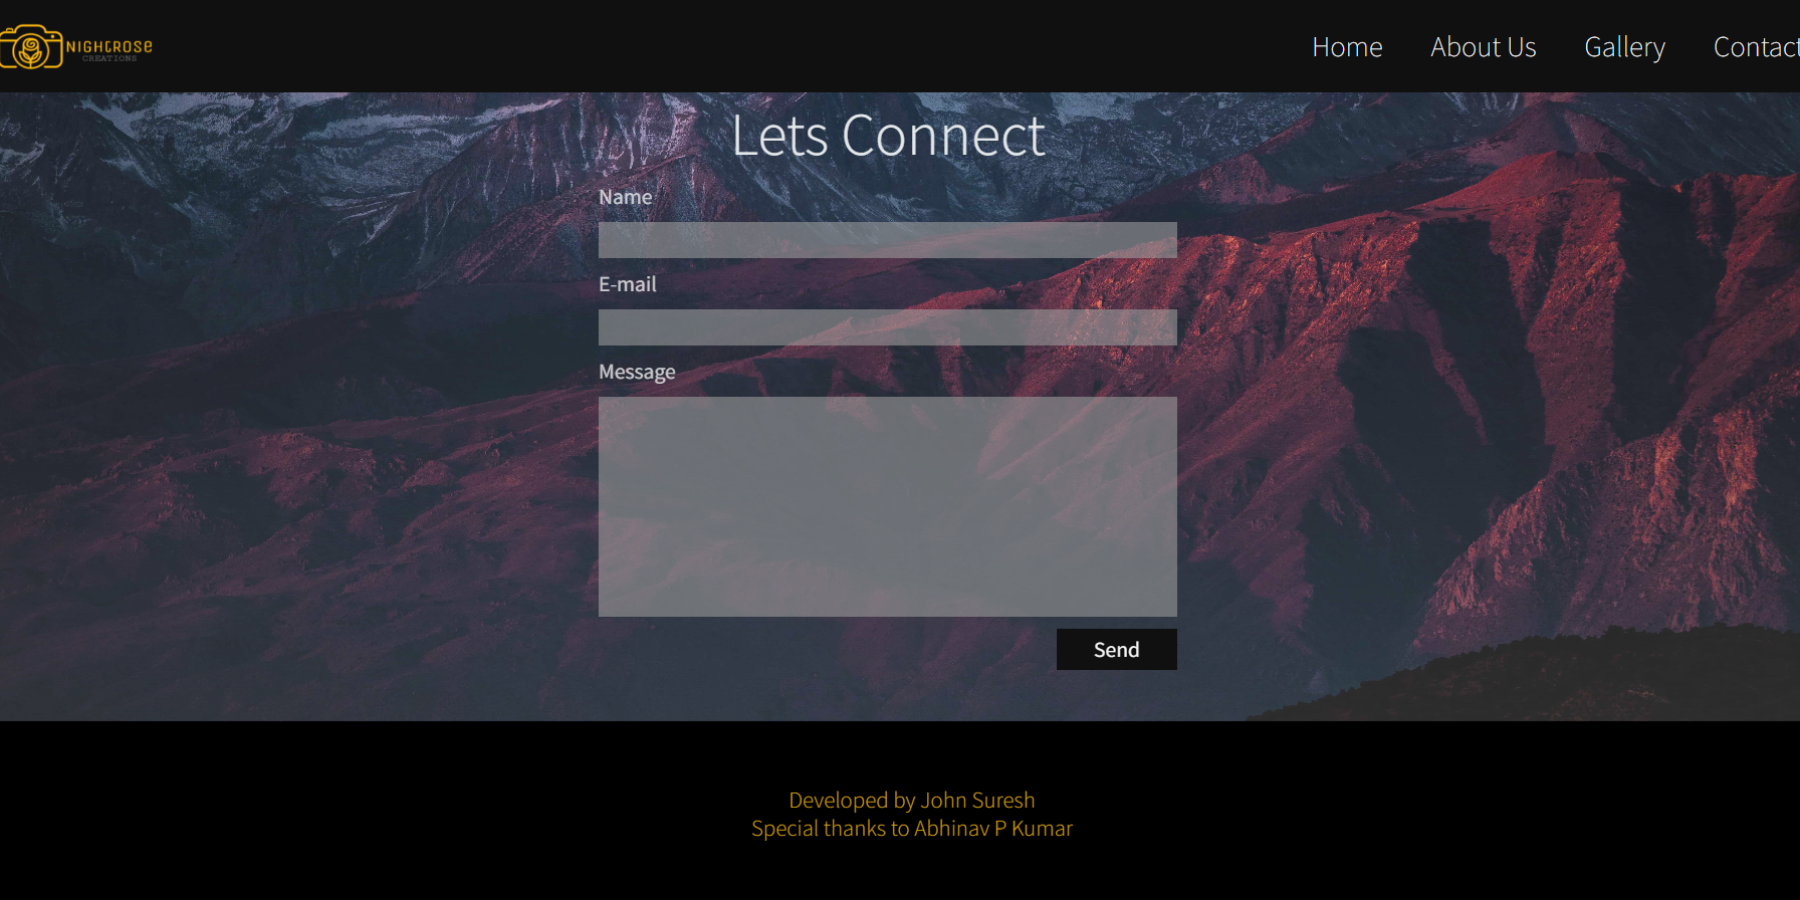 NIGHTROSE
CREATIONS
Home About Us Gallery Contact
Lets Connect
Name
E-mail
Message
Send
Developed by John Suresh
Special thanks to Abhinav P Kumar